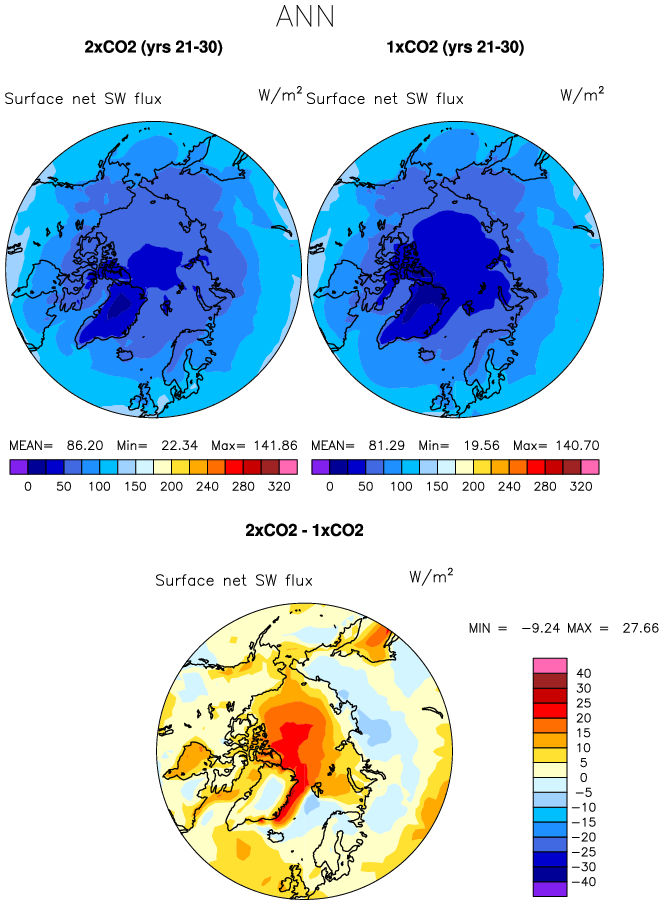 ANN
2xCO2 (yrs 21-30)
1xCO2 (yrs 21-30)
Surface net SW flux W/m²
Surface net SW flux W/m²
MEAN= 86.20 Min= 22.34 Max= 141.86
MEAN= 81.29 Min= 19.56 Max= 140.70
0 50 100 150 200 240 280 320
0 50 100 150 200 240 280 320
2xCO2 - 1xCO2
Surface net SW flux W/m²
MIN = -9.24 MAX = 27.66
40
30
25
20
15
10
5
0
-5
-10
-15
-20
-25
-30
-40